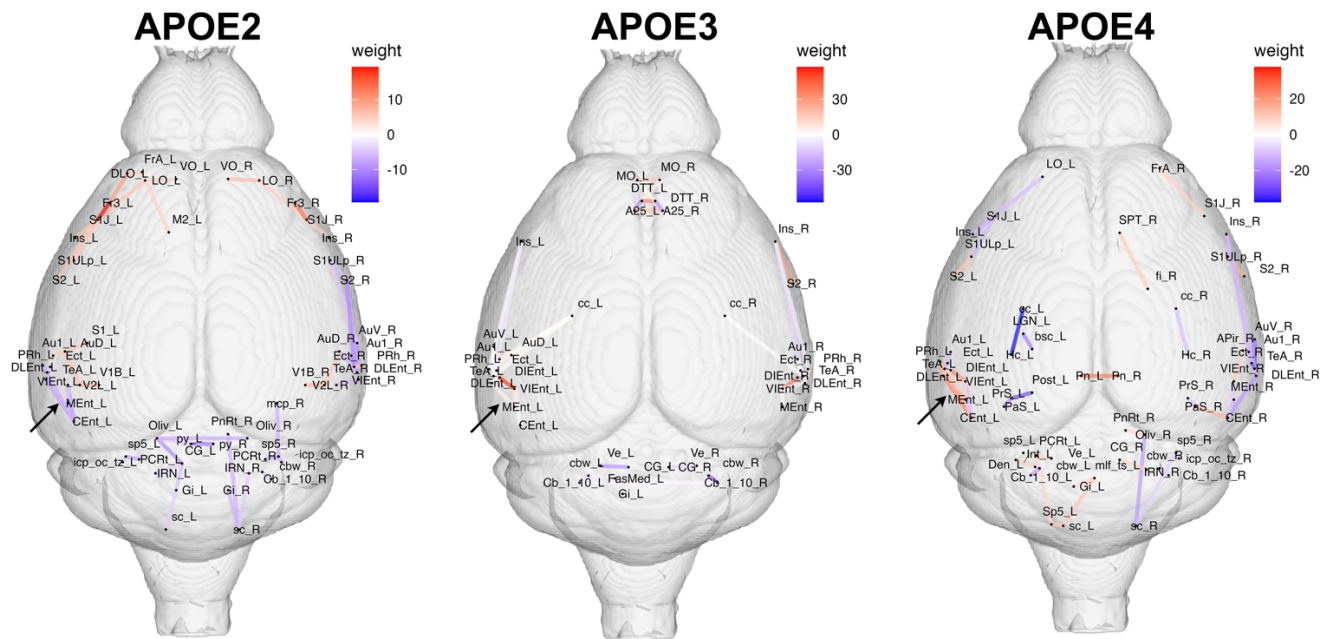 APOE2
weight
10
0
-10
FrA_L
VO_L
VO_R
DLO_L
LO_L
LO_R
Fr3_L
Fr3_R
S1J_L
M2_L
S1J_R
Ins_L
Ins_R
S1ULp_L
S1ULp_R
S2_L
S2_R
S1_L
AuV_R
Au1_L
AuD_L
AuD_R
Au1_R
PRh_L
Ect_L
Ect_R
PRh_R
DLEnt_L
TeA_L
V1B_L
V1B_R
TeA_R
DLEnt_R
VIEnt_L
V2L_L
V2L_R
VIEnt_R
MEnt_L
mcp_R
CEnt_L
Oliv_L
PnRt_R
Oliv_R
sp5_L
py_L
py_R
sp5_R
CG_L
icp_oc_tz_L
PCRt_L
PCRt_R
cbw_R
IRN_L
IRN_R
Cb_1_10_R
Gi_L
Gi_R
sc_L
sc_R
APOE3
weight
30
0
-30
MO_L
MO_R
DTT_L
DTT_R
A25_L
A25_R
Ins_L
Ins_R
S2_R
cc_L
cc_R
AuV_L
Au1_L
AuD_L
Au1_R
PRh_L
Ect_L
PRh_R
TeA_L
DIEnt_L
TeA_R
DLEnt_L
DIEnt_R
DLEnt_R
VIEnt_L
VIEnt_R
MEnt_L
MEnt_R
CEnt_L
Ve_L
Ve_R
cbw_L
CG_L
CG_R
cbw_R
Cb_1_10_L
FasMed_L
Cb_1_10_R
Gi_L
APOE4
weight
20
0
-20
LO_L
FrA_R
S1J_L
S1J_R
Ins_L
SPT_R
Ins_R
S1ULp_L
S1ULp_R
S2_L
S2_R
fi_R
cc_L
cc_R
LGN_L
AuV_R
Au1_L
bsc_L
Au1_R
PRh_L
Ect_L
Hc_L
Hc_R
APir_R
Ect_R
TeA_L
DIEnt_L
TeA_R
DLEnt_L
VIEnt_L
Pn_L
Pn_R
VIEnt_R
DLEnt_R
MEnt_L
PrS_L
Post_L
PrS_R
MEnt_R
CEnt_L
PaS_L
PaS_R
CEnt_R
PnRt_R
Oliv_R
sp5_L
PCRt_L
Ve_L
CG_R
sp5_R
Den_L
Int_L
cbw_L
mlf_ts_L
cbw_R
icp_oc_tz_R
Cb_1_10_L
IRN_R
Cb_1_10_R
Gi_L
Sp5_L
sc_L
sc_R